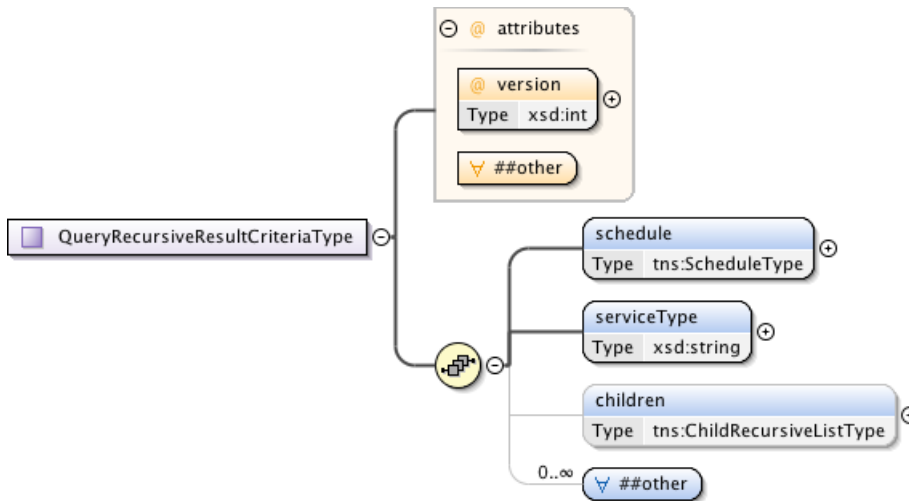 @ attributes
@ version
Type xsd:int
∀ ##other
QueryRecursiveResultCriteriaType
schedule
Type tns:ScheduleType
serviceType
Type xsd:string
children
Type tns:ChildRecursiveListType
0..∞
∀ ##other